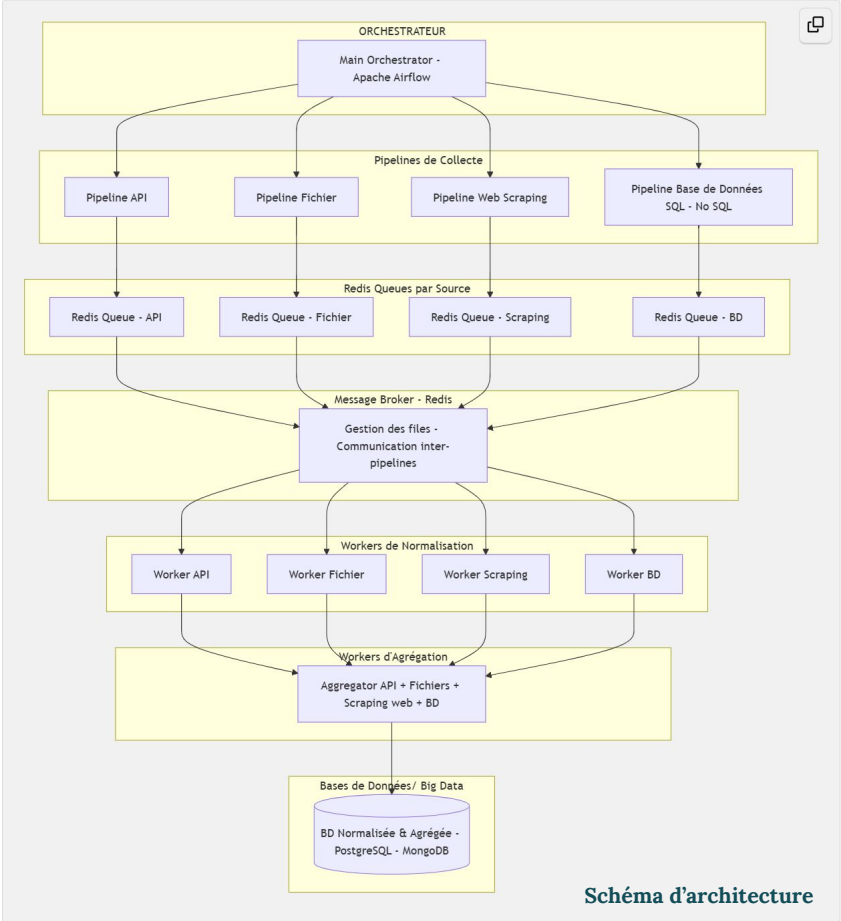 ORCHESTRATEUR
Main Orchestrator -
Apache Airflow
Pipelines de Collecte
Pipeline API
Pipeline Fichier
Pipeline Web Scraping
Pipeline Base de Données
SQL - No SQL
Redis Queues par Source
Redis Queue - API
Redis Queue - Fichier
Redis Queue - Scraping
Redis Queue - BD
Message Broker - Redis
Gestion des files -
Communication inter-
pipelines
Workers de Normalisation
Worker API
Worker Fichier
Worker Scraping
Worker BD
Workers d'Agrégation
Aggregator API + Fichiers +
Scraping web + BD
Bases de Données/ Big Data
BD Normalisée & Agrégée -
PostgreSQL - MongoDB
Schéma d’architecture